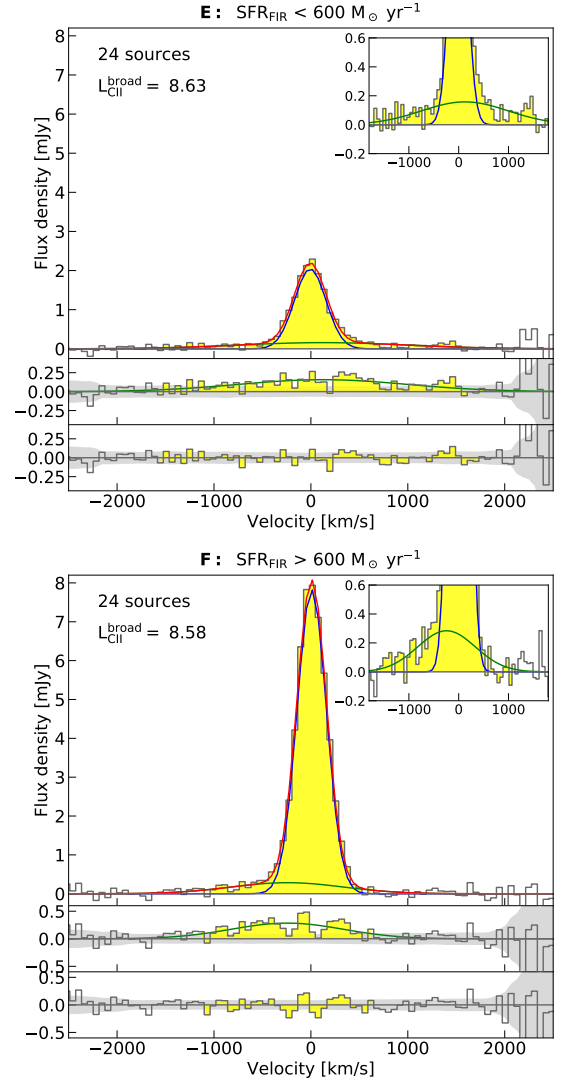 E: SFR_FIR < 600 M_⊙ yr⁻¹
8
7
6
5
4
3
2
1
0
Flux density [mJy]
24 sources
L_CII^broad = 8.63
0.6
0.4
0.2
0.0
−0.2
−1000 0 1000
0.25
0.00
−0.25
0.25
0.00
−0.25
−2000 −1000 0 1000 2000
Velocity [km/s]
F: SFR_FIR > 600 M_⊙ yr⁻¹
8
7
6
5
4
3
2
1
0
Flux density [mJy]
24 sources
L_CII^broad = 8.58
0.6
0.4
0.2
0.0
−0.2
−1000 0 1000
0.5
0.0
−0.5
0.5
0.0
−0.5
−2000 −1000 0 1000 2000
Velocity [km/s]